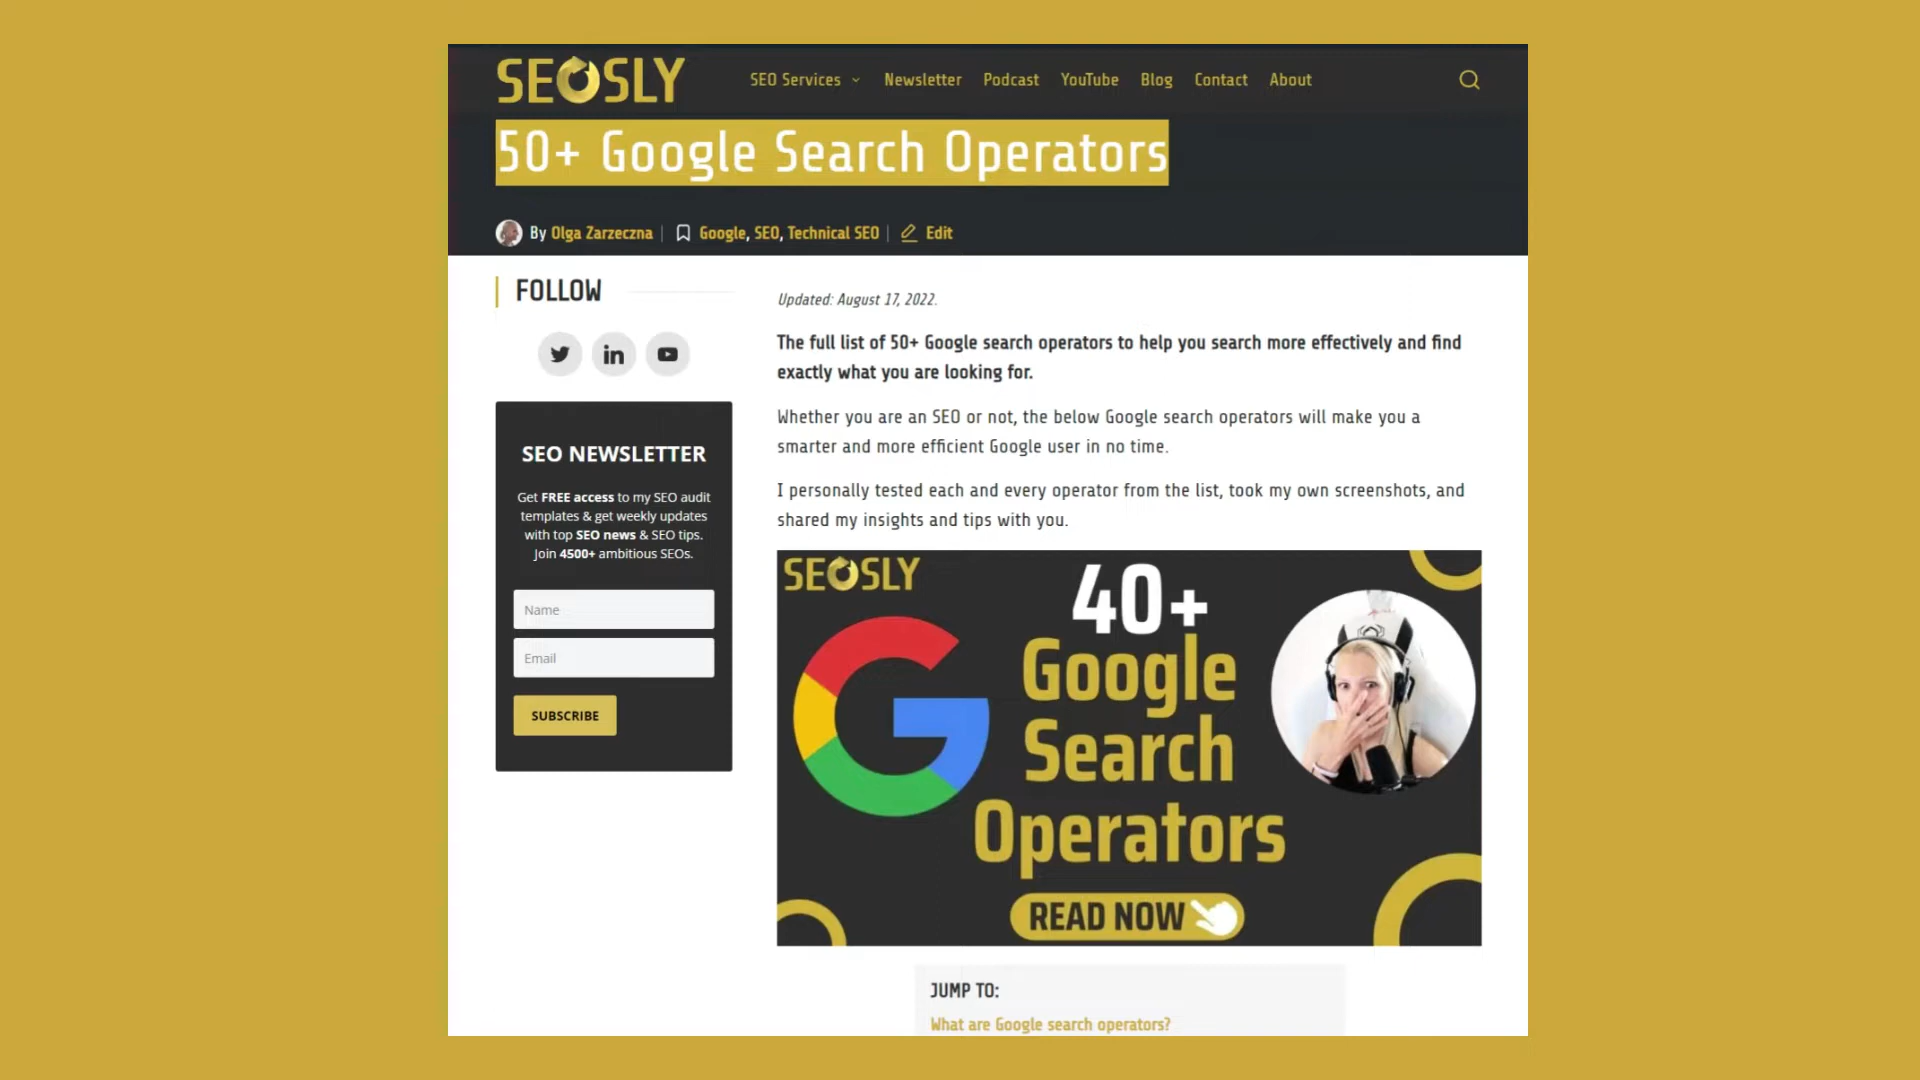 SEOSLY
SEO Services Newsletter Podcast YouTube Blog Contact About
50+ Google Search Operators
By Olga Zarzeczna | Google, SEO, Technical SEO | Edit
FOLLOW
SEO NEWSLETTER
Get FREE access to my SEO audit
templates & get weekly updates
with top SEO news & SEO tips.
Join 4500+ ambitious SEOs.
Name
Email
SUBSCRIBE
Updated: August 17, 2022.
The full list of 50+ Google search operators to help you search more effectively and find
exactly what you are looking for.
Whether you are an SEO or not, the below Google search operators will make you a
smarter and more efficient Google user in no time.
I personally tested each and every operator from the list, took my own screenshots, and
shared my insights and tips with you.
SEOSLY
40+
Google
Search
Operators
READ NOW
JUMP TO:
What are Google search operators?